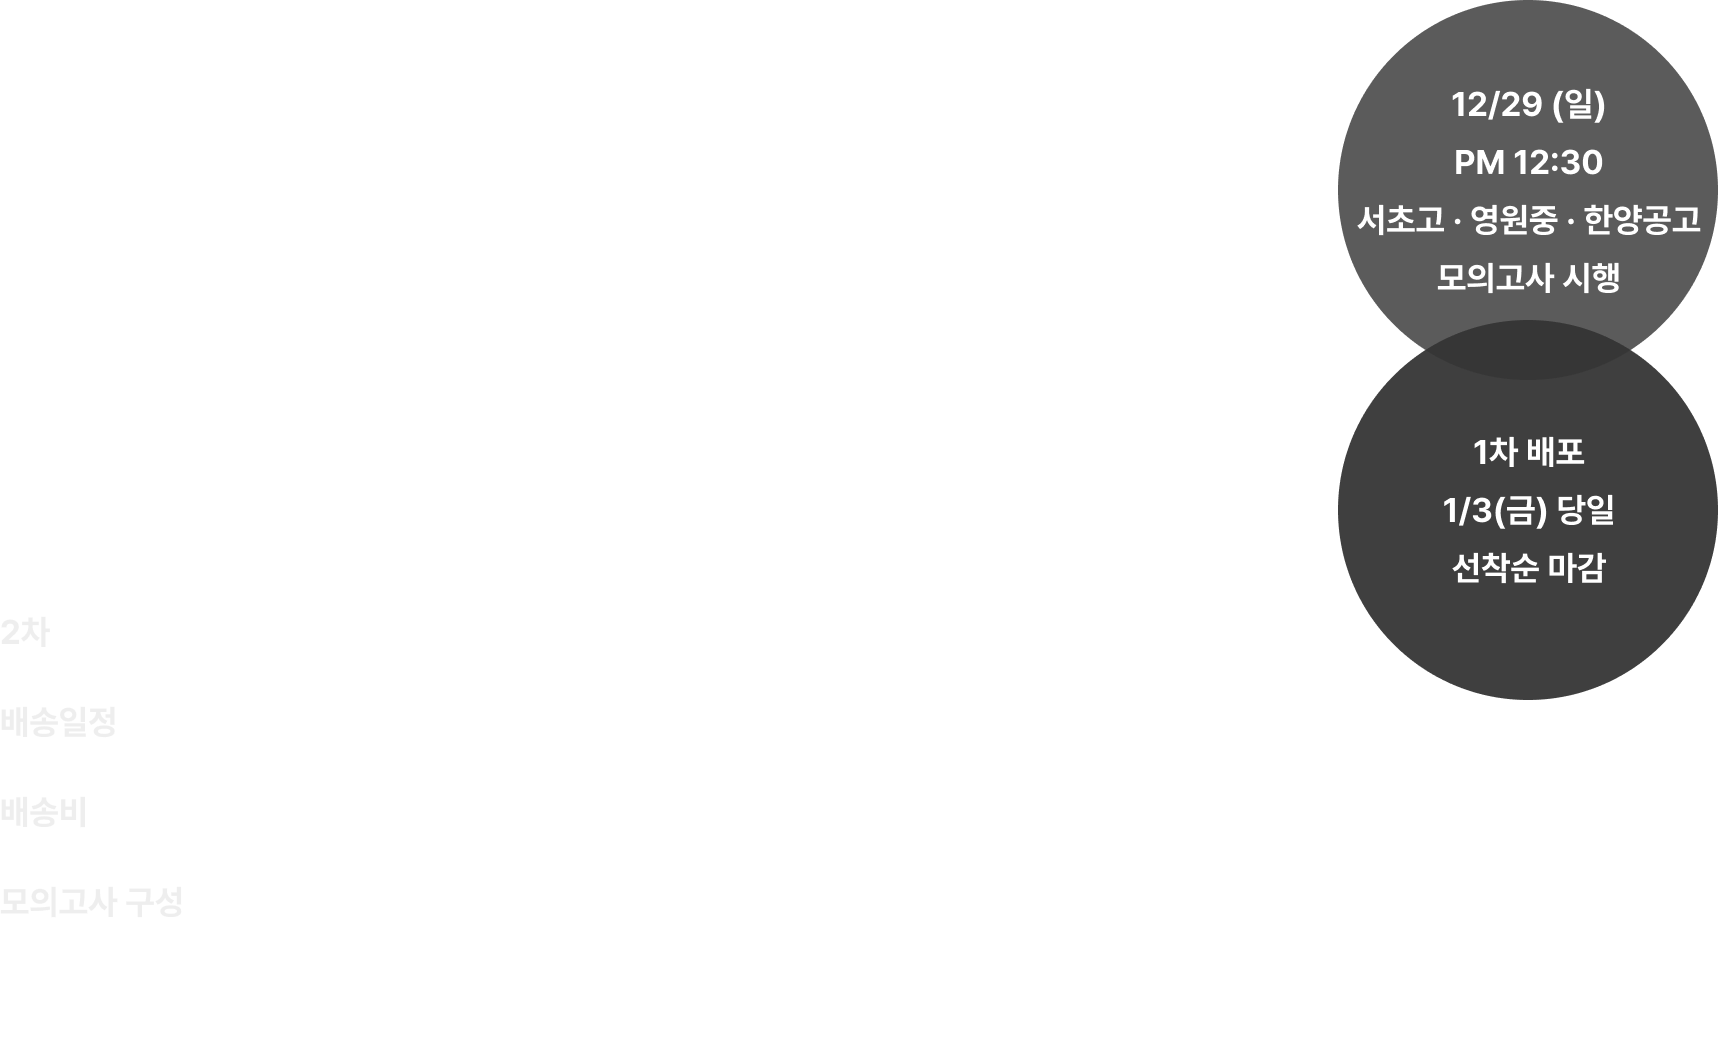 12/29 (일)
PM 12:30
서초고 · 영원중 · 한양공고
모의고사 시행
1차 배포
1/3(금) 당일
선착순 마감
2차
배송일정
배송비
모의고사 구성